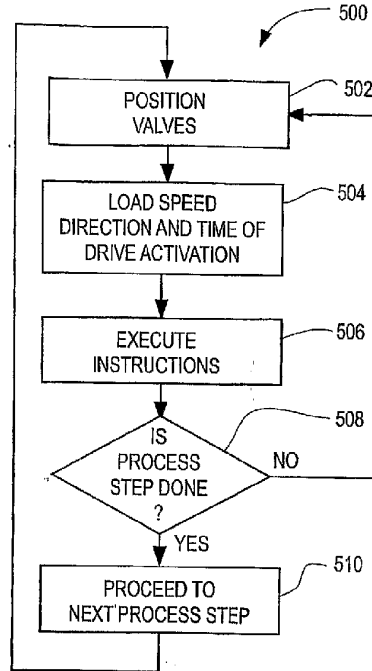 500
POSITION
VALVES
502
LOAD SPEED
DIRECTION AND TIME OF
DRIVE ACTIVATION
504
EXECUTE
INSTRUCTIONS
506
IS
PROCESS
STEP DONE
?
508
NO
YES
PROCEED TO
NEXT PROCESS STEP
510